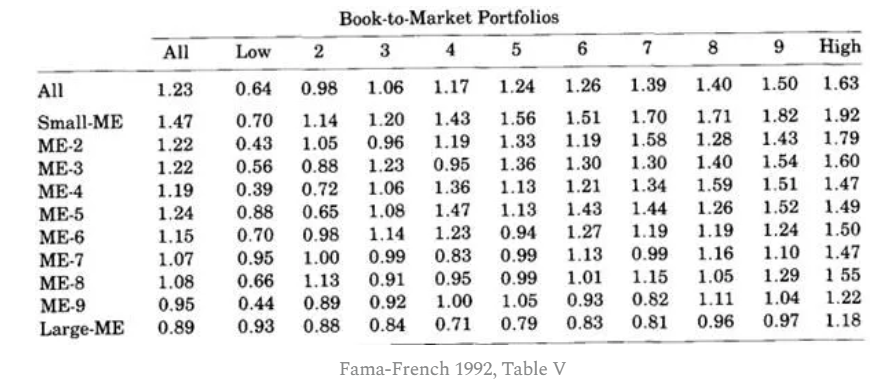 Book-to-Market Portfolios
All Low 2 3 4 5 6 7 8 9 High
All 1.23 0.64 0.98 1.06 1.17 1.24 1.26 1.39 1.40 1.50 1.63
Small-ME 1.47 0.70 1.14 1.20 1.43 1.56 1.51 1.70 1.71 1.82 1.92
ME-2 1.22 0.43 1.05 0.96 1.19 1.33 1.19 1.58 1.28 1.43 1.79
ME-3 1.22 0.56 0.88 1.23 0.95 1.36 1.30 1.30 1.40 1.54 1.60
ME-4 1.19 0.39 0.72 1.06 1.36 1.13 1.21 1.34 1.59 1.51 1.47
ME-5 1.24 0.88 0.65 1.08 1.47 1.13 1.43 1.44 1.26 1.52 1.49
ME-6 1.15 0.70 0.98 1.14 1.23 0.94 1.27 1.19 1.19 1.24 1.50
ME-7 1.07 0.95 1.00 0.99 0.83 0.99 1.13 0.99 1.16 1.10 1.47
ME-8 1.08 0.66 1.13 0.91 0.95 0.99 1.01 1.15 1.05 1.29 1 55
ME-9 0.95 0.44 0.89 0.92 1.00 1.05 0.93 0.82 1.11 1.04 1.22
Large-ME 0.89 0.93 0.88 0.84 0.71 0.79 0.83 0.81 0.96 0.97 1.18
Fama-French 1992, Table V